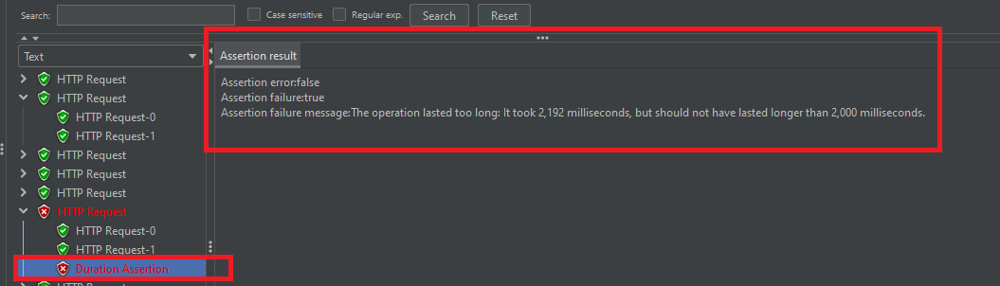 Search:
Case sensitive
Regular exp.
Search
Reset
Text
HTTP Request
HTTP Request
HTTP Request-0
HTTP Request-1
HTTP Request
HTTP Request
HTTP Request
HTTP Request
HTTP Request-0
HTTP Request-1
Duration Assertion
HTTP Request
Assertion result
Assertion error:false
Assertion failure:true
Assertion failure message:The operation lasted too long: It took 2,192 milliseconds, but should not have lasted longer than 2,000 milliseconds.